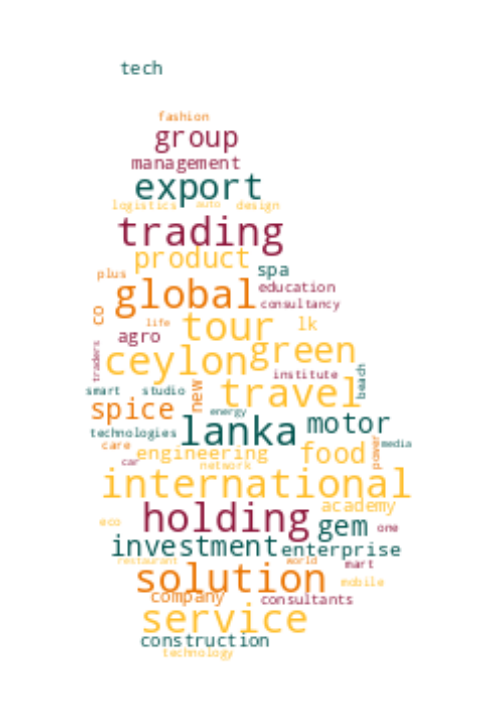 tech
fashion
group
management
export
logistics auto design
trading
product
spa
plus
global
education
consultancy
co
life
tour
lk
agro
green
traders
ceylon
institute
beach
smart studio
new
travel
spice
energy
motor
technologies
lanka
media
care
engineering
food
power
car
network
international
academy
holding
eco
gem
one
investment
enterprise
restaurant
world
mart
solution
mobile
company
consultants
service
construction
technology